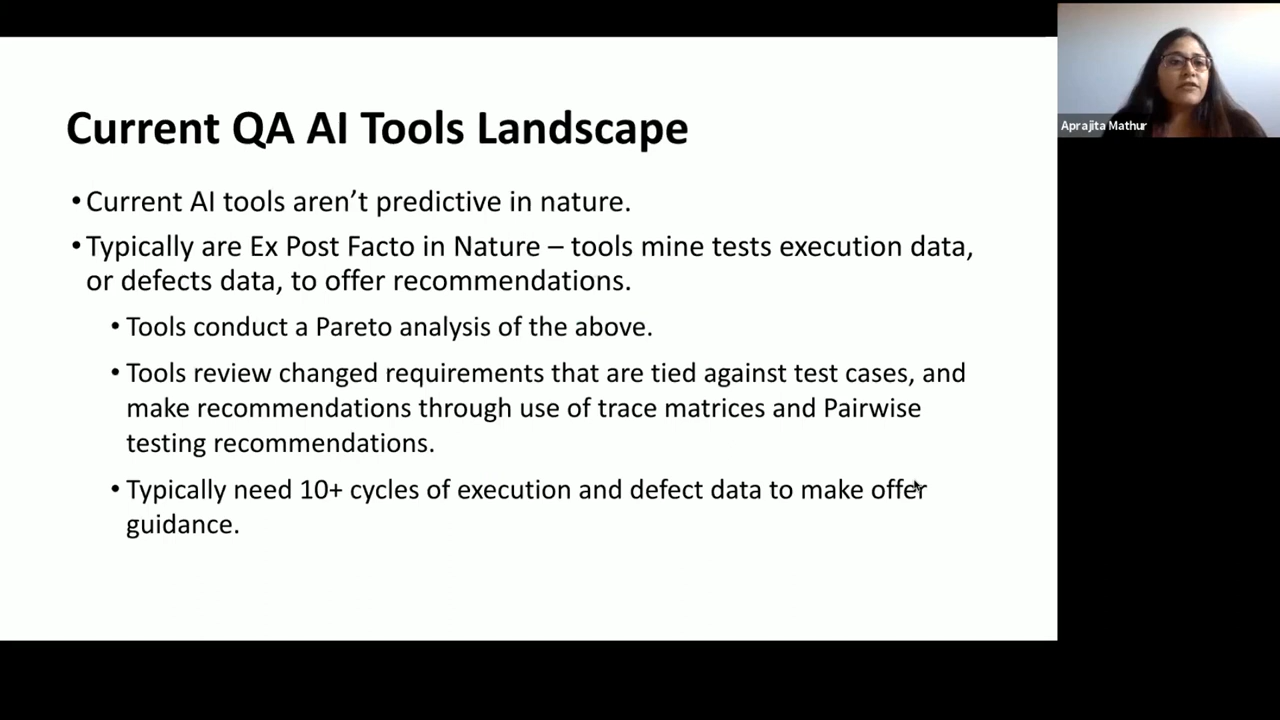 Current QA AI Tools Landscape
•Current AI tools aren’t predictive in nature.
•Typically are Ex Post Facto in Nature – tools mine tests execution data,
or defects data, to offer recommendations.
•Tools conduct a Pareto analysis of the above.
•Tools review changed requirements that are tied against test cases, and
make recommendations through use of trace matrices and Pairwise
testing recommendations.
•Typically need 10+ cycles of execution and defect data to make offer
guidance.
Aprajita Mathur